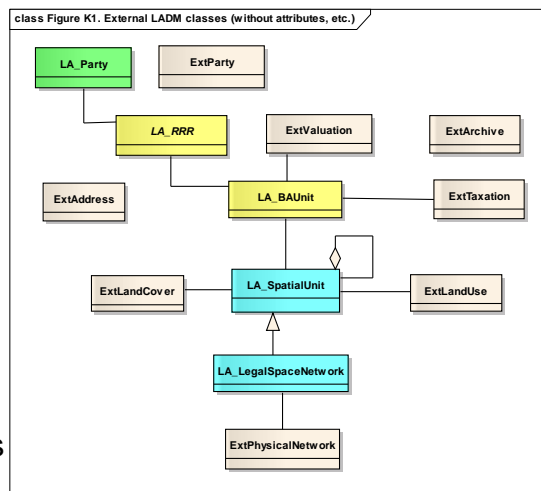 class Figure K1. External LADM classes (without attributes, etc.)
LA_Party
ExtParty
LA_RRR
ExtValuation
ExtArchive
ExtAddress
LA_BAUnit
ExtTaxation
ExtLandCover
LA_SpatialUnit
ExtLandUse
LA_LegalSpaceNetwork
ExtPhysicalNetwork
s